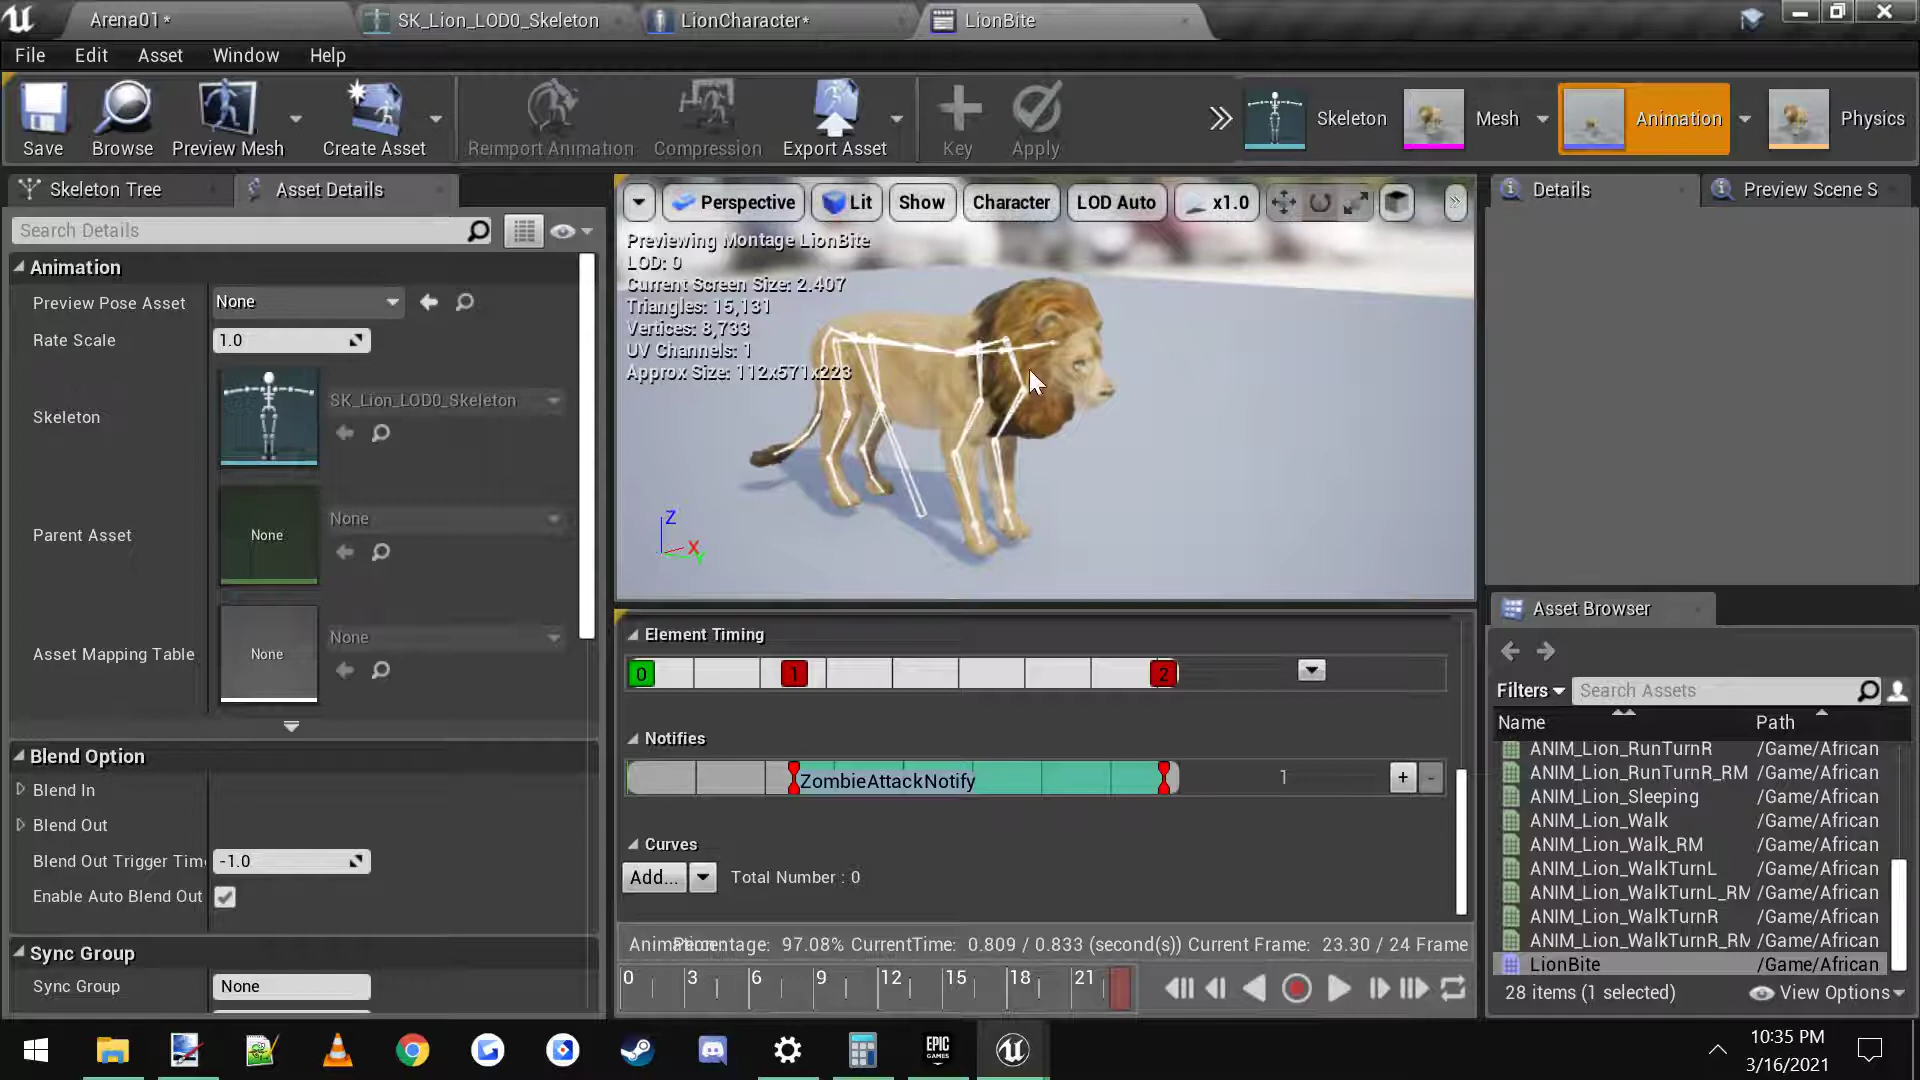 Arena01*
SK_Lion_LOD0_Skeleton
LionCharacter*
LionBite
File
Edit
Asset
Window
Help
Save
Browse
Preview Mesh
Create Asset
Reimport Animation
Compression
Export Asset
Key
Apply
Skeleton
Mesh
Animation
Physics
Skeleton Tree
Asset Details
Search Details
Animation
Preview Pose Asset
None
Rate Scale
1.0
Skeleton
SK_Lion_LOD0_Skeleton
Parent Asset
None
None
Asset Mapping Table
None
None
Blend Option
Blend In
Blend Out
Blend Out Trigger Tim
-1.0
Enable Auto Blend Out
Sync Group
Sync Group
None
Perspective
Lit
Show
Character
LOD Auto
x1.0
Previewing Montage LionBite
LOD: 0
Current Screen Size: 2.407
Triangles: 15,131
Vertices: 8,733
UV Channels: 1
Approx Size: 112x571x223
Z
X
Y
Element Timing
0
1
2
Notifies
ZombieAttackNotify
1
+
-
Curves
Add...
Total Number : 0
Percentage: 97.08% CurrentTime: 0.809 / 0.833 (second(s)) Current Frame: 23.30 / 24 Frame
0
3
6
9
12
15
18
21
Details
Preview Scene S
Asset Browser
Filters
Search Assets
Name
Path
ANIM_Lion_RunTurnR /Game/African
ANIM_Lion_RunTurnR_RM /Game/African
ANIM_Lion_Sleeping /Game/African
ANIM_Lion_Walk /Game/African
ANIM_Lion_Walk_RM /Game/African
ANIM_Lion_WalkTurnL /Game/African
ANIM_Lion_WalkTurnL_RM /Game/African
ANIM_Lion_WalkTurnR /Game/African
ANIM_Lion_WalkTurnR_RM /Game/African
LionBite /Game/African
28 items (1 selected)
View Options
EPIC
GAMES
10:35 PM
3/16/2021